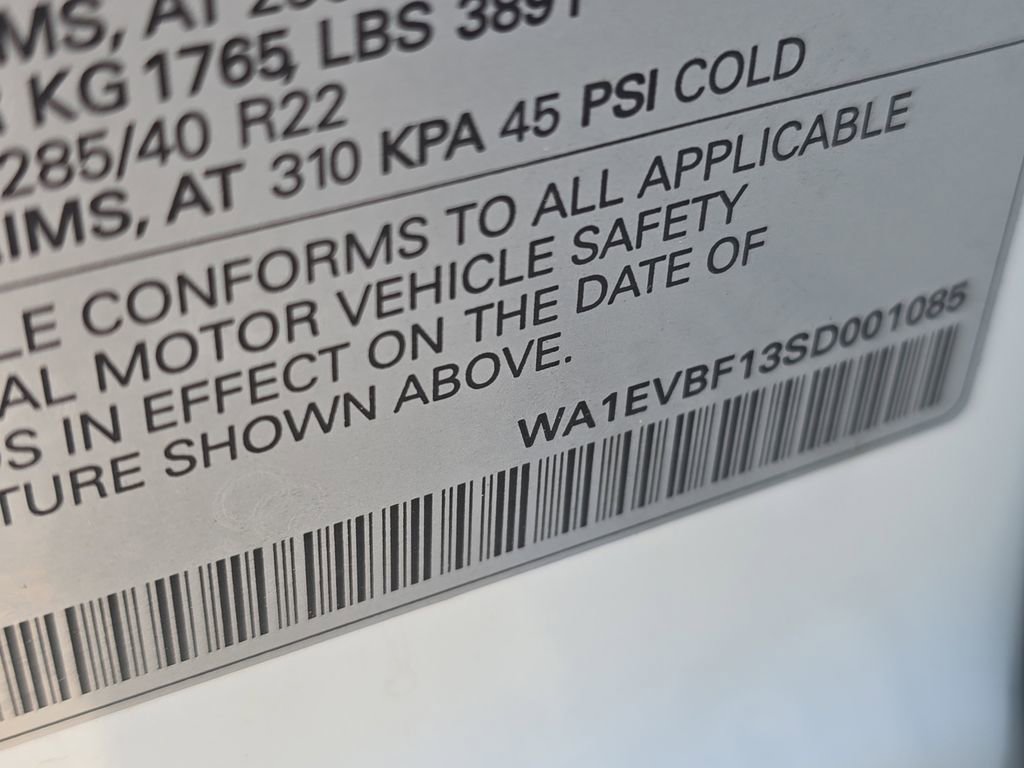 MS, AT
KG 1765, LBS 3891
285/40 R22
IMS, AT 310 KPA 45 PSI COLD
LE CONFORMS TO ALL APPLICABLE
AL MOTOR VEHICLE SAFETY
S IN EFFECT ON THE DATE OF
TURE SHOWN ABOVE.
WA1EVBF13SD001085